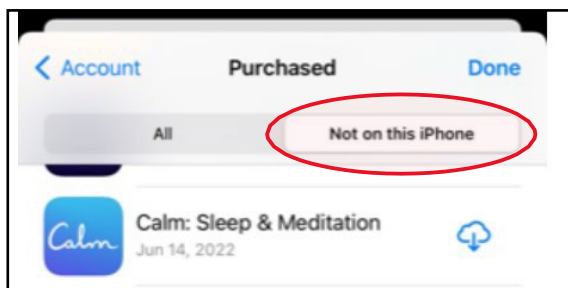 Account Purchased Done
All Not on this iPhone
Calm Calm: Sleep & Meditation
Jun 14, 2022